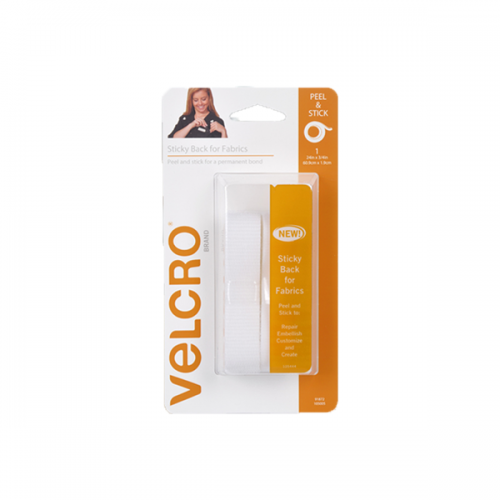 PEEL
&
STICK
1
Sticky Back for Fabrics
Peel and stick for a permanent bond
VELCRO®
BRAND
NEW!
Sticky
Back
for
Fabrics
Peel and
Stick to:
Repair
Embellish
Customize
and
Create